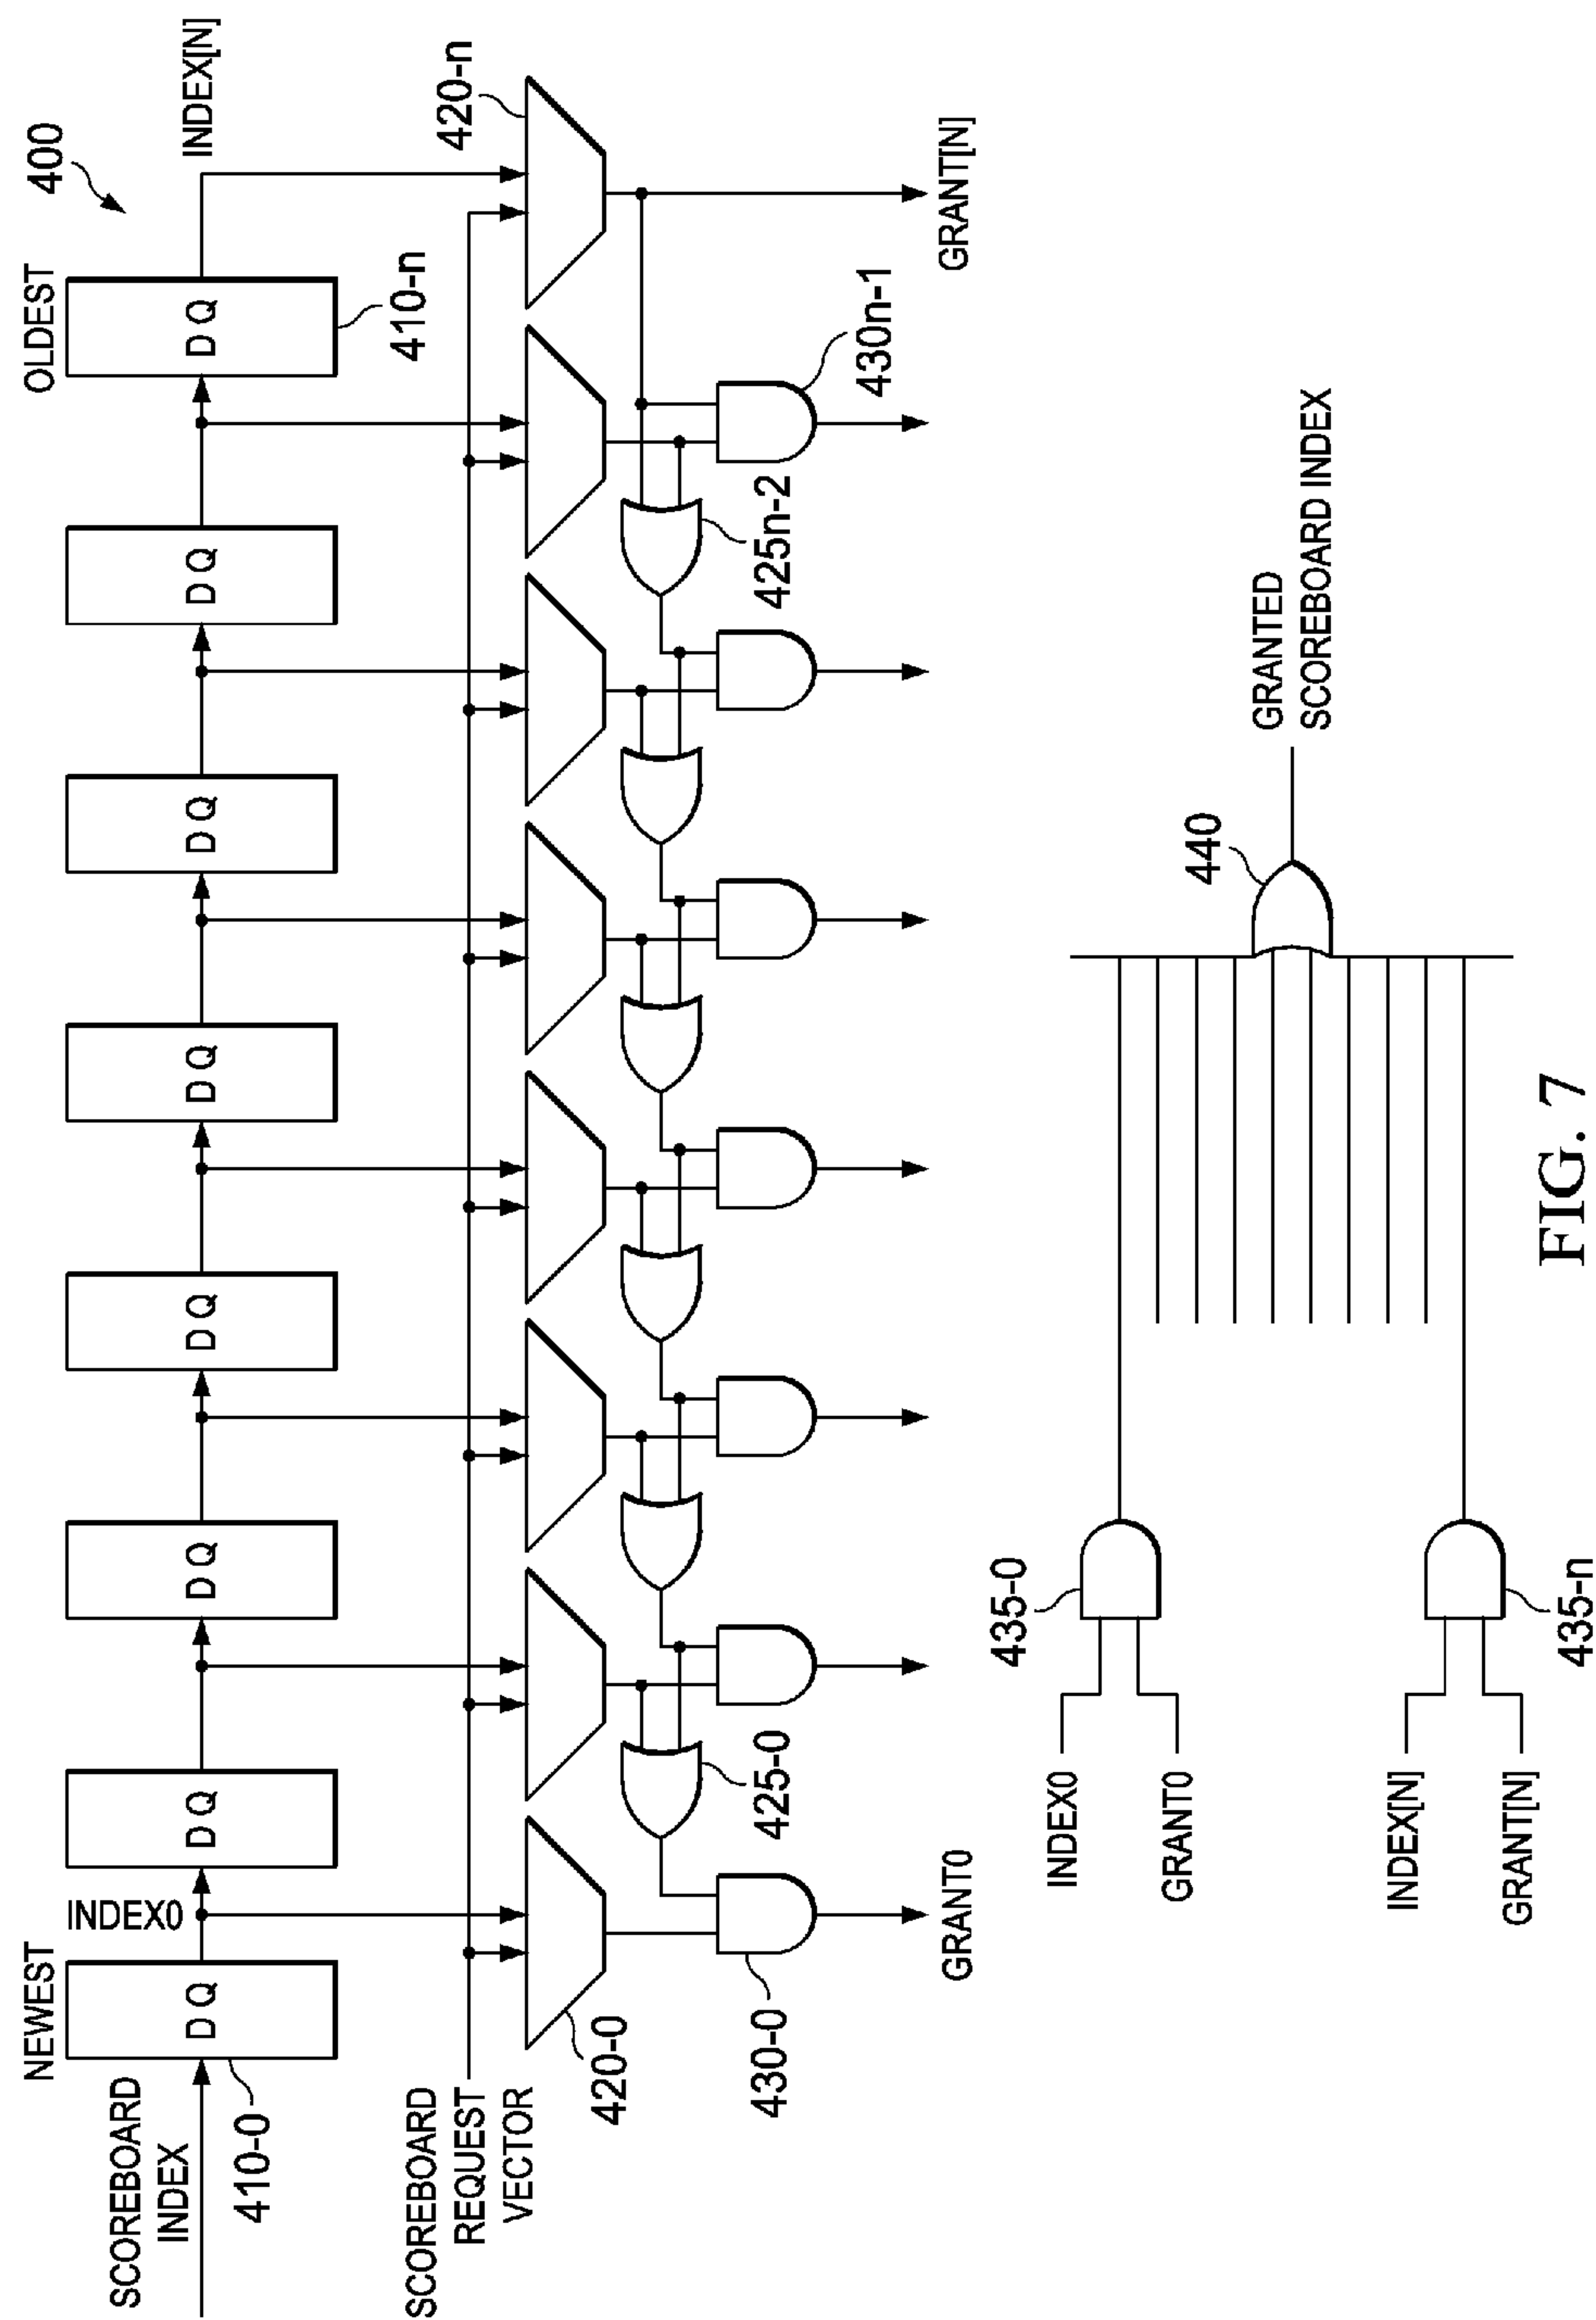 400
NEWEST
OLDEST
SCOREBOARD
INDEX
410-0
D Q
INDEX0
D Q
D Q
D Q
D Q
D Q
D Q
D Q
410-n
INDEX[N]
SCOREBOARD
REQUEST
VECTOR
420-0
420-n
430-0
425-0
425n-2
430n-1
GRANT0
GRANT[N]
INDEX0
GRANT0
435-0
INDEX[N]
GRANT[N]
435-n
440
GRANTED
SCOREBOARD INDEX
FIG. 7